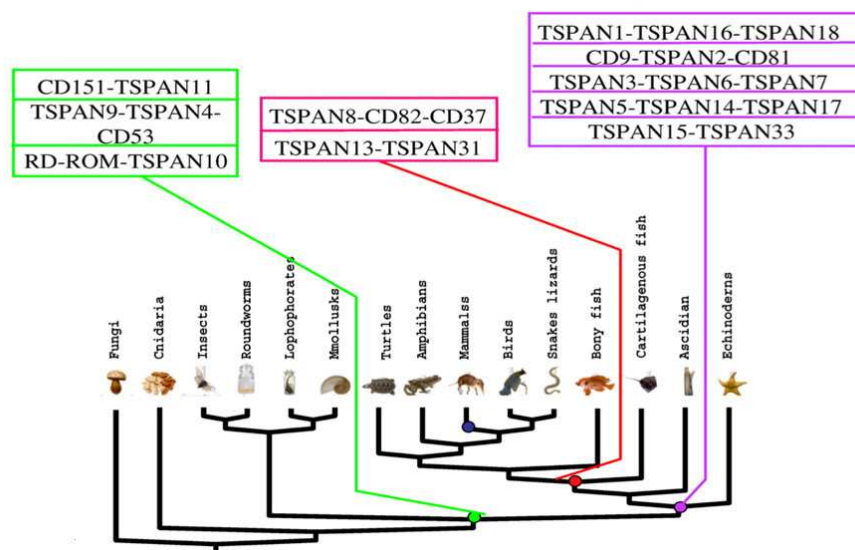 CD151-TSPAN11
TSPAN9-TSPAN4-
CD53
RD-ROM-TSPAN10
TSPAN8-CD82-CD37
TSPAN13-TSPAN31
TSPAN1-TSPAN16-TSPAN18
CD9-TSPAN2-CD81
TSPAN3-TSPAN6-TSPAN7
TSPAN5-TSPAN14-TSPAN17
TSPAN15-TSPAN33
Fungi
Cnidaria
Insects
Roundworms
Lophophorates
Mmollusks
Turtles
Amphibians
Mammalss
Birds
Snakes lizards
Bony fish
Cartilagenous fish
Ascidian
Echinoderns